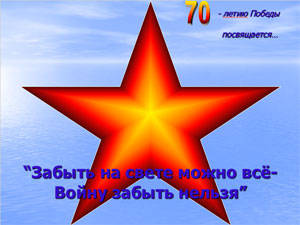 70 - летию Победы
посвящается...
“Забыть на свете можно всё-
Войну забыть нельзя”